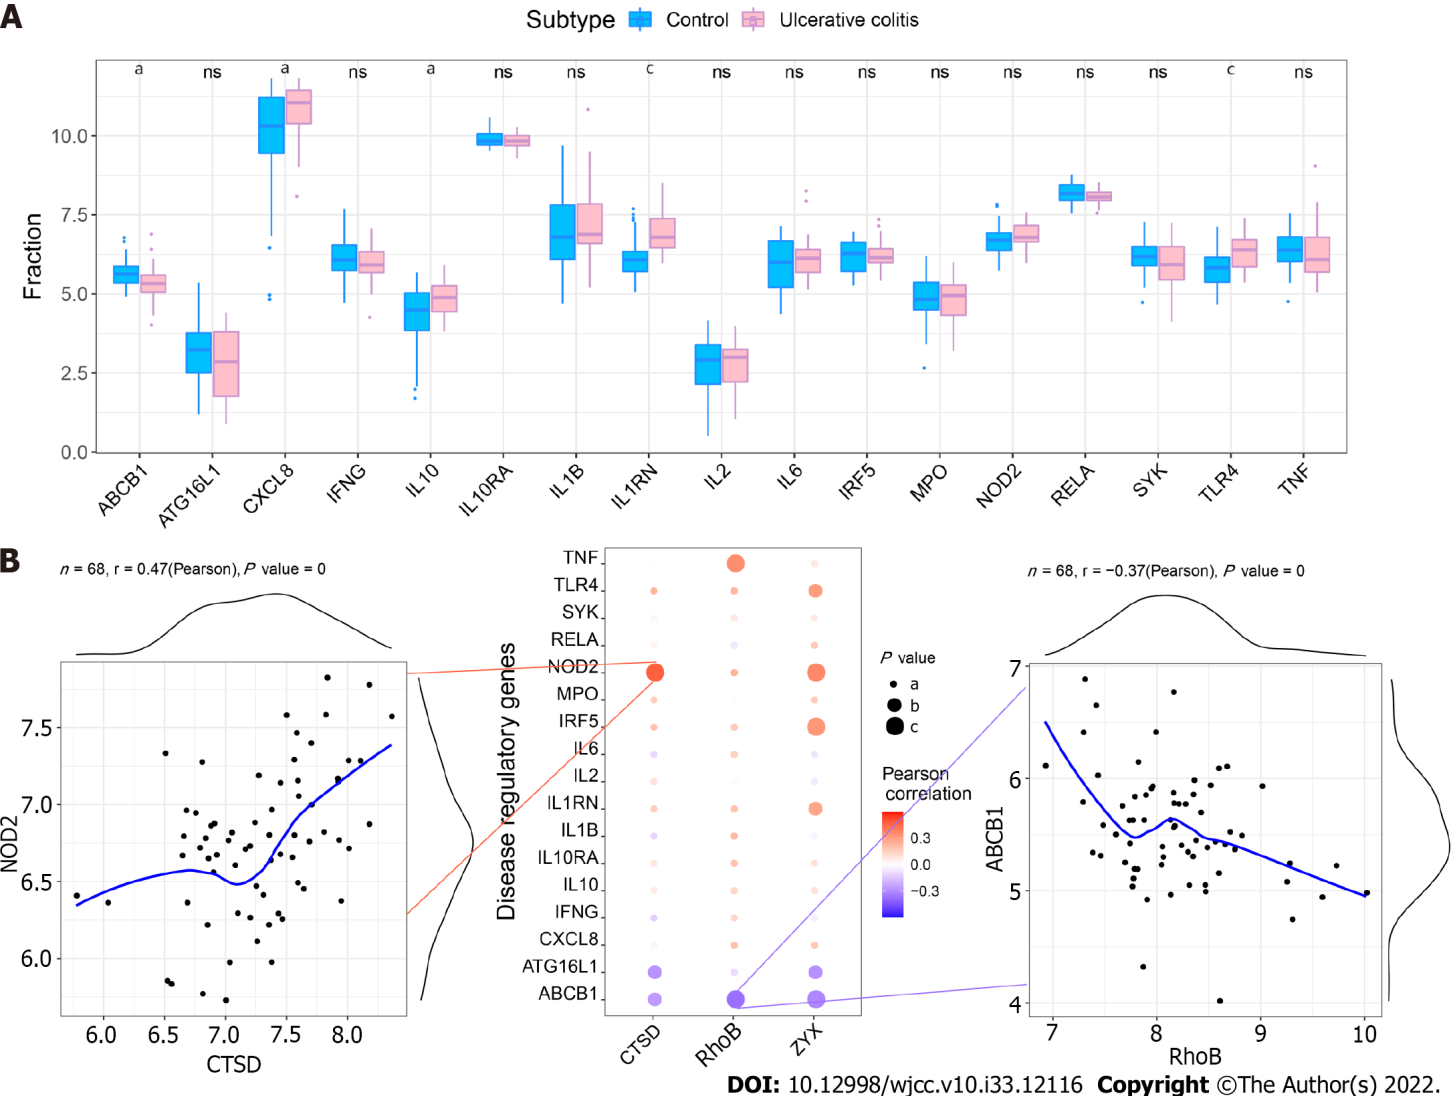 A
Subtype Control Ulcerative colitis
a ns a ns a ns ns c ns ns ns ns ns ns ns c ns
Fraction
10.0
7.5
5.0
2.5
0.0
ABCB1 ATG16L1 CXCL8 IFNG IL10 IL10RA IL1B IL1RN IL2 IL6 IRF5 MPO NOD2 RELA SYK TLR4 TNF
B
n = 68, r = 0.47(Pearson), P value = 0
NOD2
7.5
7.0
6.5
6.0
6.0 6.5 7.0 7.5 8.0
CTSD
Disease regulatory genes
TNF
TLR4
SYK
RELA
NOD2
MPO
IRF5
IL6
IL2
IL1RN
IL1B
IL10RA
IL10
IFNG
CXCL8
ATG16L1
ABCB1
CTSD RhoB ZYX
P value
a
b
c
Pearson
correlation
0.3
0.0
−0.3
n = 68, r = −0.37(Pearson), P value = 0
ABCB1
7
6
5
4
7 8 9 10
RhoB
DOI: 10.12998/wjcc.v10.i33.12116 Copyright ©The Author(s) 2022.